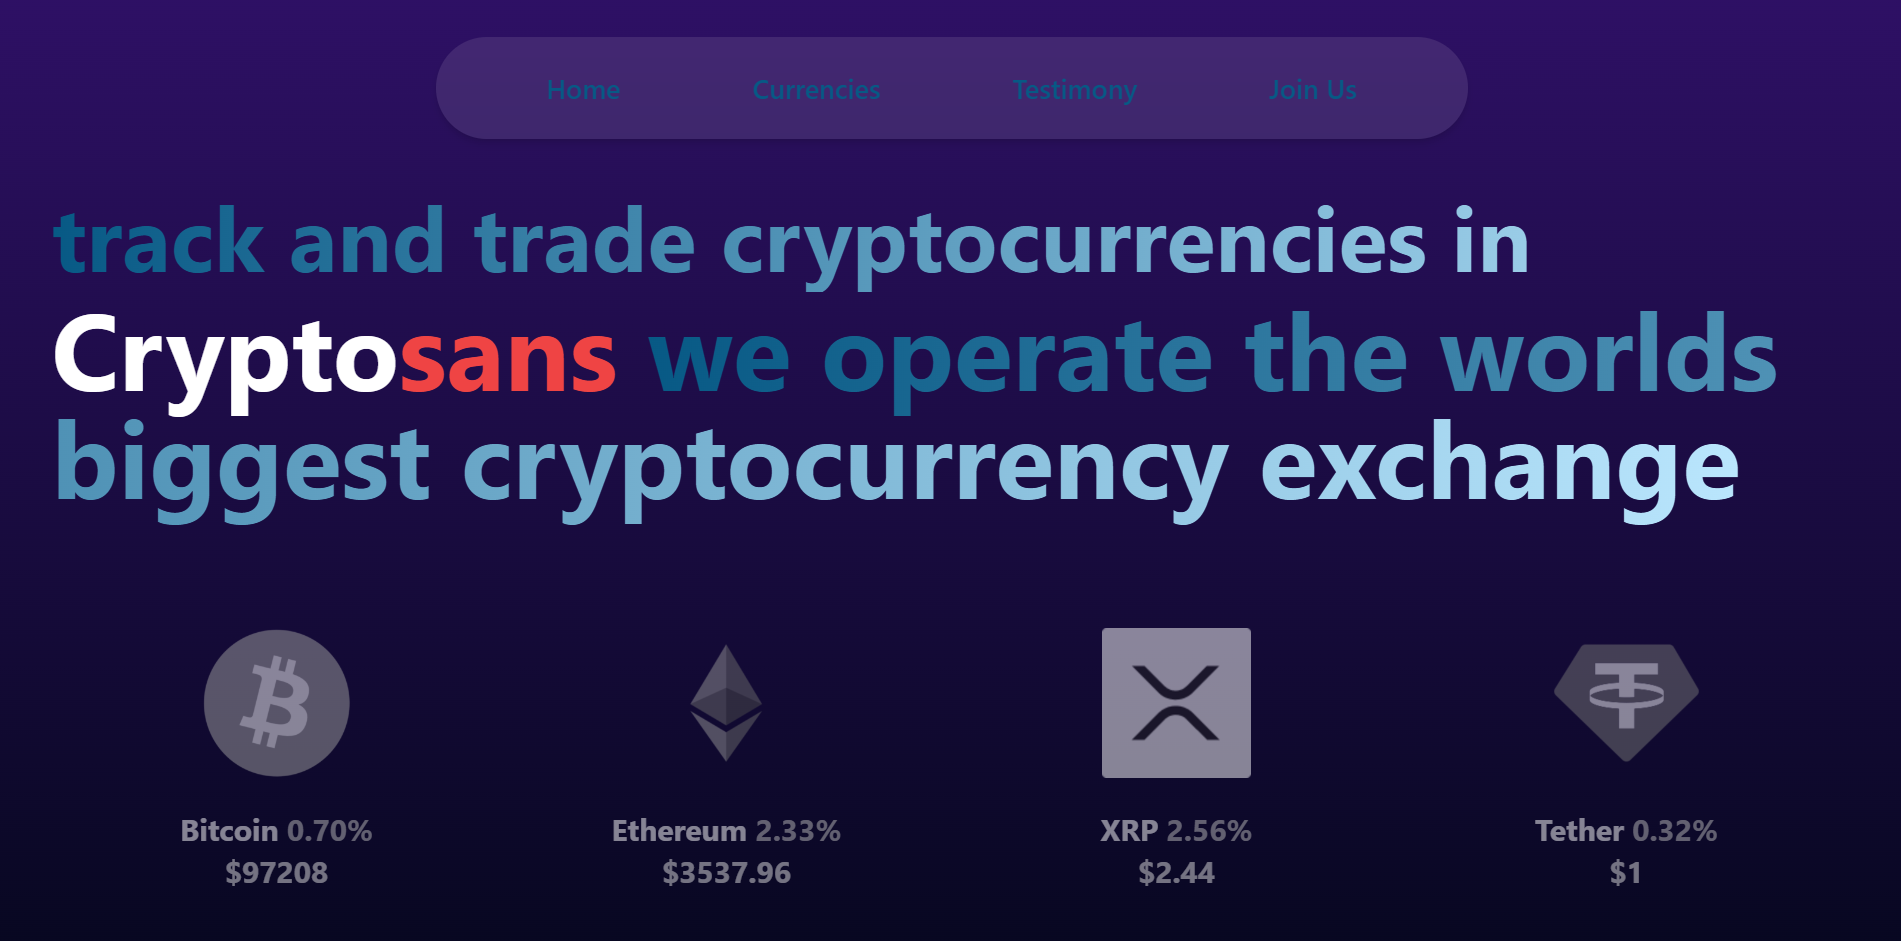 Home Currencies Testimony Join Us
track and trade cryptocurrencies in
Cryptosans we operate the worlds
biggest cryptocurrency exchange
Bitcoin 0.70% Ethereum 2.33% XRP 2.56% Tether 0.32%
$97208 $3537.96 $2.44 $1